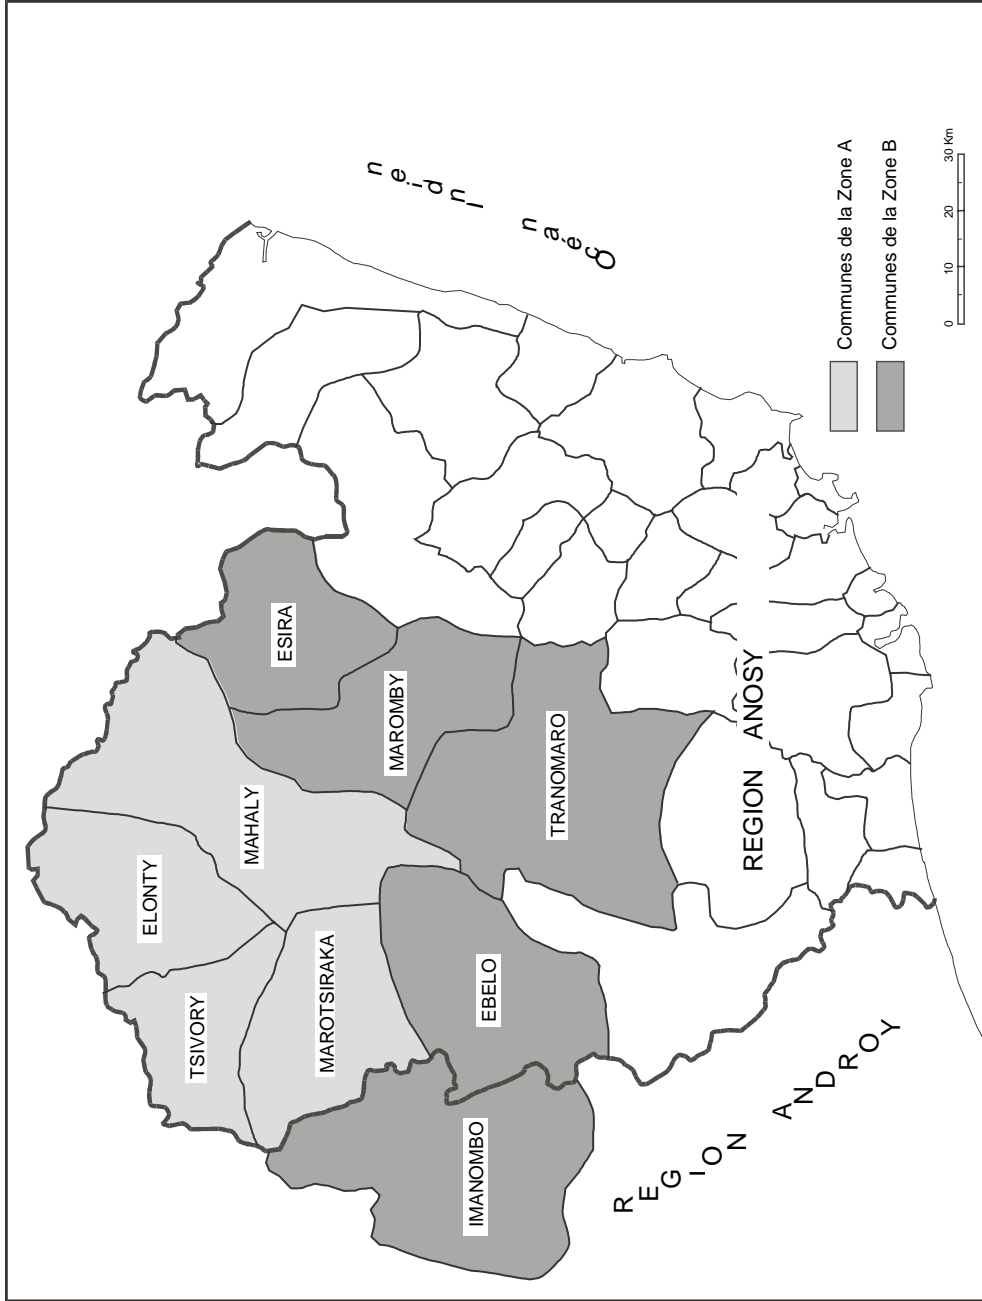 ELONTY
TSIVORY
MAHALY
MAROTSIRAKA
ESIRA
MAROMBY
TRANOMARO
EBELO
IMANOMBO
REGION ANOSY
REGION ANDROY
Océan Indien
Communes de la Zone A
Communes de la Zone B
0 10 20 30 Km